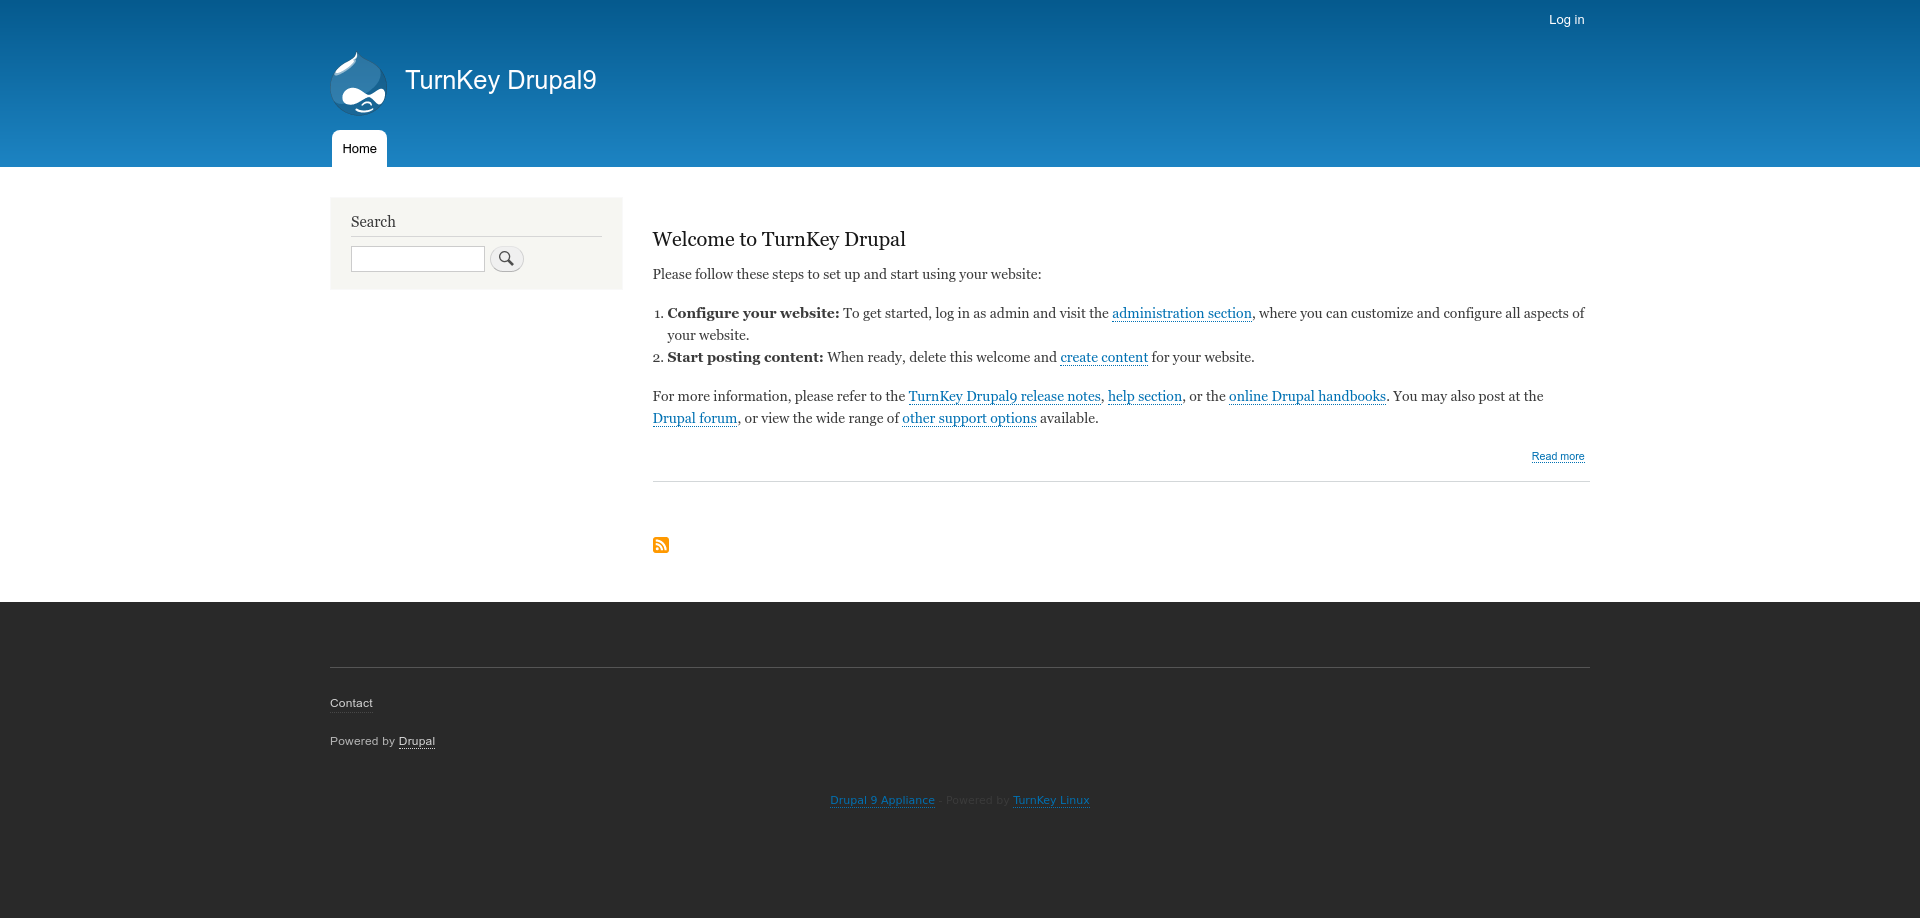 Log in
TurnKey Drupal9
Home
Search
Welcome to TurnKey Drupal
Please follow these steps to set up and start using your website:
1. Configure your website: To get started, log in as admin and visit the administration section, where you can customize and configure all aspects of
your website.
2. Start posting content: When ready, delete this welcome and create content for your website.
For more information, please refer to the TurnKey Drupal9 release notes, help section, or the online Drupal handbooks. You may also post at the
Drupal forum, or view the wide range of other support options available.
Read more
Contact
Powered by Drupal
Drupal 9 Appliance - Powered by TurnKey Linux